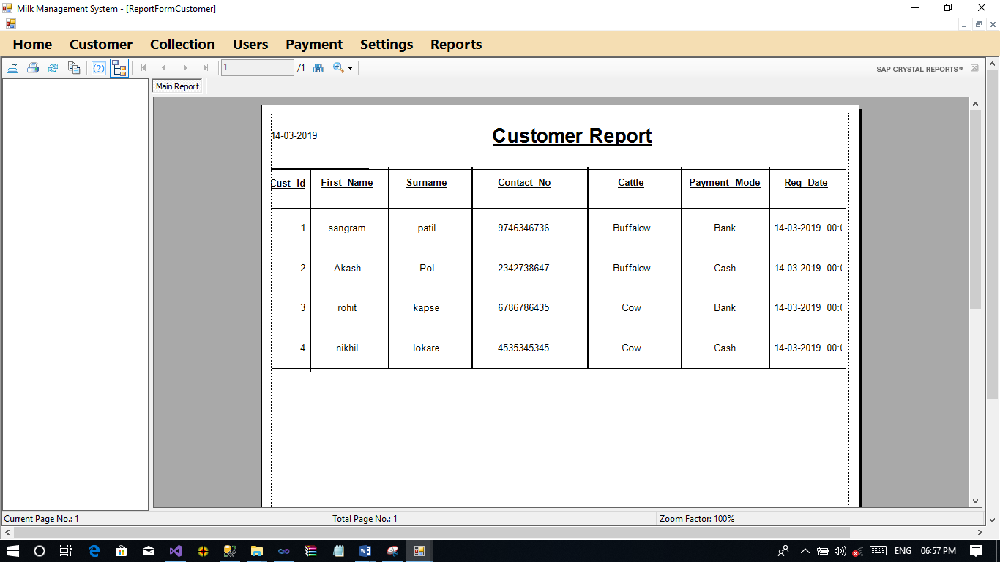 Milk Management System - [ReportFormCustomer]
Home Customer Collection Users Payment Settings Reports
1 /1 SAP CRYSTAL REPORTS®
Main Report
14-03-2019 Customer Report
Cust_Id First_Name Surname Contact_No Cattle Payment_Mode Reg_Date
1 sangram patil 9746346736 Buffalow Bank 14-03-2019 00:0
2 Akash Pol 2342738647 Buffalow Cash 14-03-2019 00:0
3 rohit kapse 6786786435 Cow Bank 14-03-2019 00:0
4 nikhil lokare 4535345345 Cow Cash 14-03-2019 00:0
Current Page No.: 1 Total Page No.: 1 Zoom Factor: 100%
ENG 06:57 PM